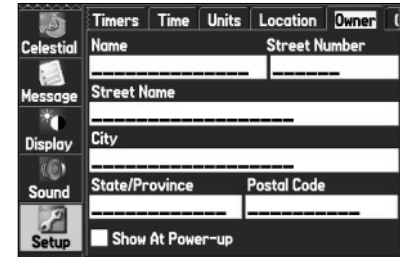 Timers Time Units Location Owner
Celestial
Message
Display
Sound
Setup
Name Street Number
Street Name
City
State/Province Postal Code
Show At Power-up